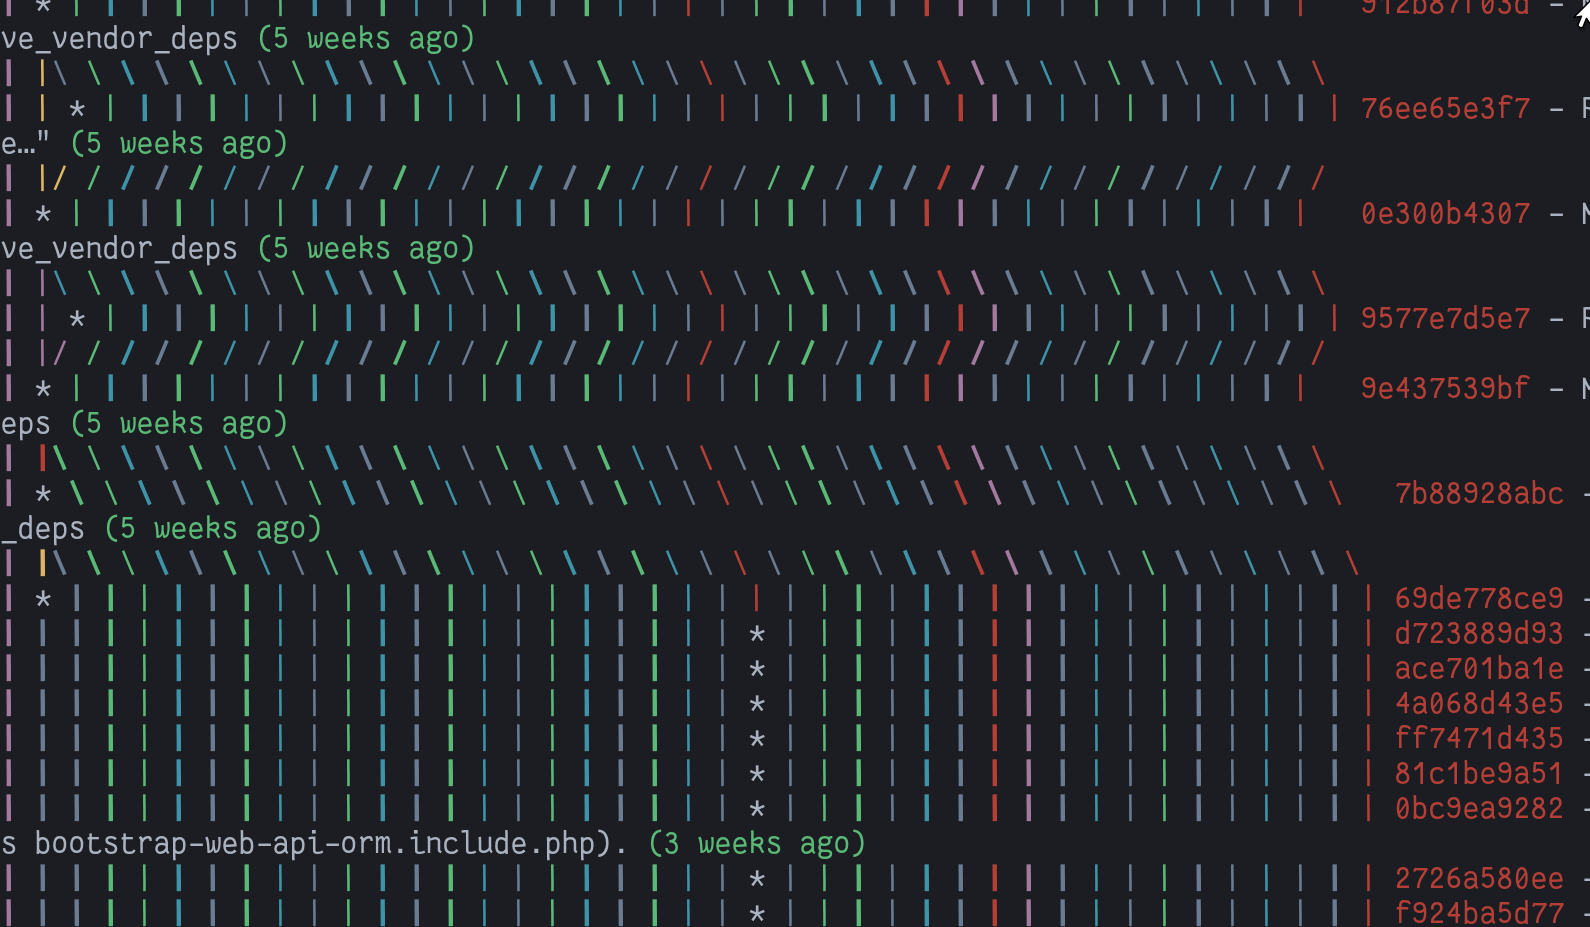 912b87f03d -
ve_vendor_deps (5 weeks ago)
* 76ee65e3f7 -
e…" (5 weeks ago)
* 0e300b4307 -
ve_vendor_deps (5 weeks ago)
* 9577e7d5e7 -
* 9e437539bf -
eps (5 weeks ago)
* 7b88928abc -
_deps (5 weeks ago)
* 69de778ce9 -
* d723889d93 -
* ace701ba1e -
* 4a068d43e5 -
* ff7471d435 -
* 81c1be9a51 -
* 0bc9ea9282 -
s bootstrap-web-api-orm.include.php). (3 weeks ago)
* 2726a580ee -
* f924ba5d77 -